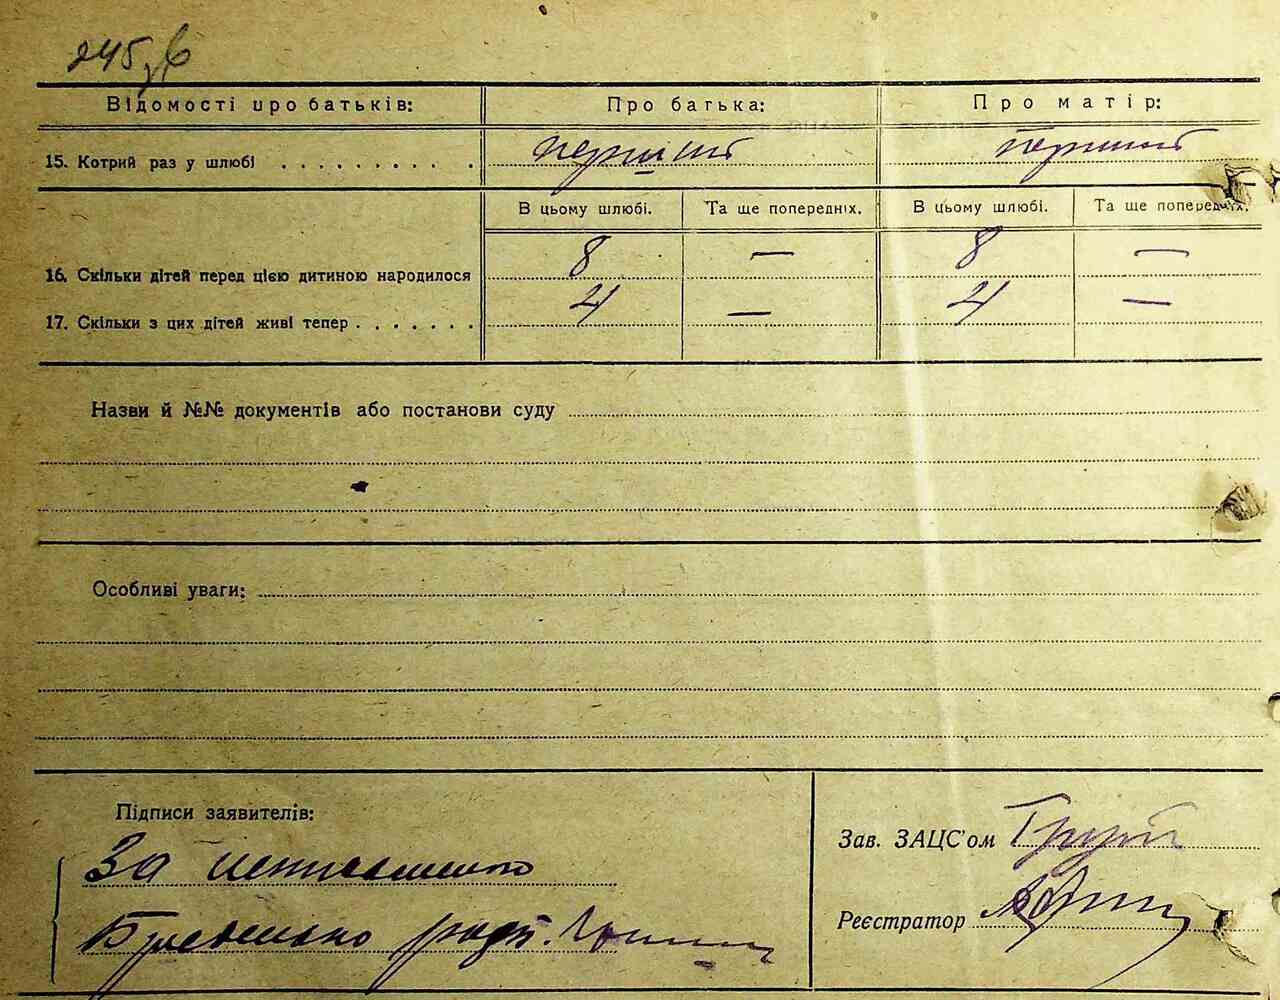 245
Відомості про батьків: Про батька: Про матір:
15. Котрий раз у шлюбі . . . . . . . . . . перший перший
В цьому шлюбі. Та ще попередніх. В цьому шлюбі. Та ще попередніх.
16. Скільки дітей перед цією дитиною народилося 8 — 8 —
17. Скільки з цих дітей живі тепер . . . . . . . 4 — 4 —
Назви й №№ документів або постанови суду
Особливі уваги:
Підписи заявителів:
За
Зав. ЗАЦС'ом
Реєстратор